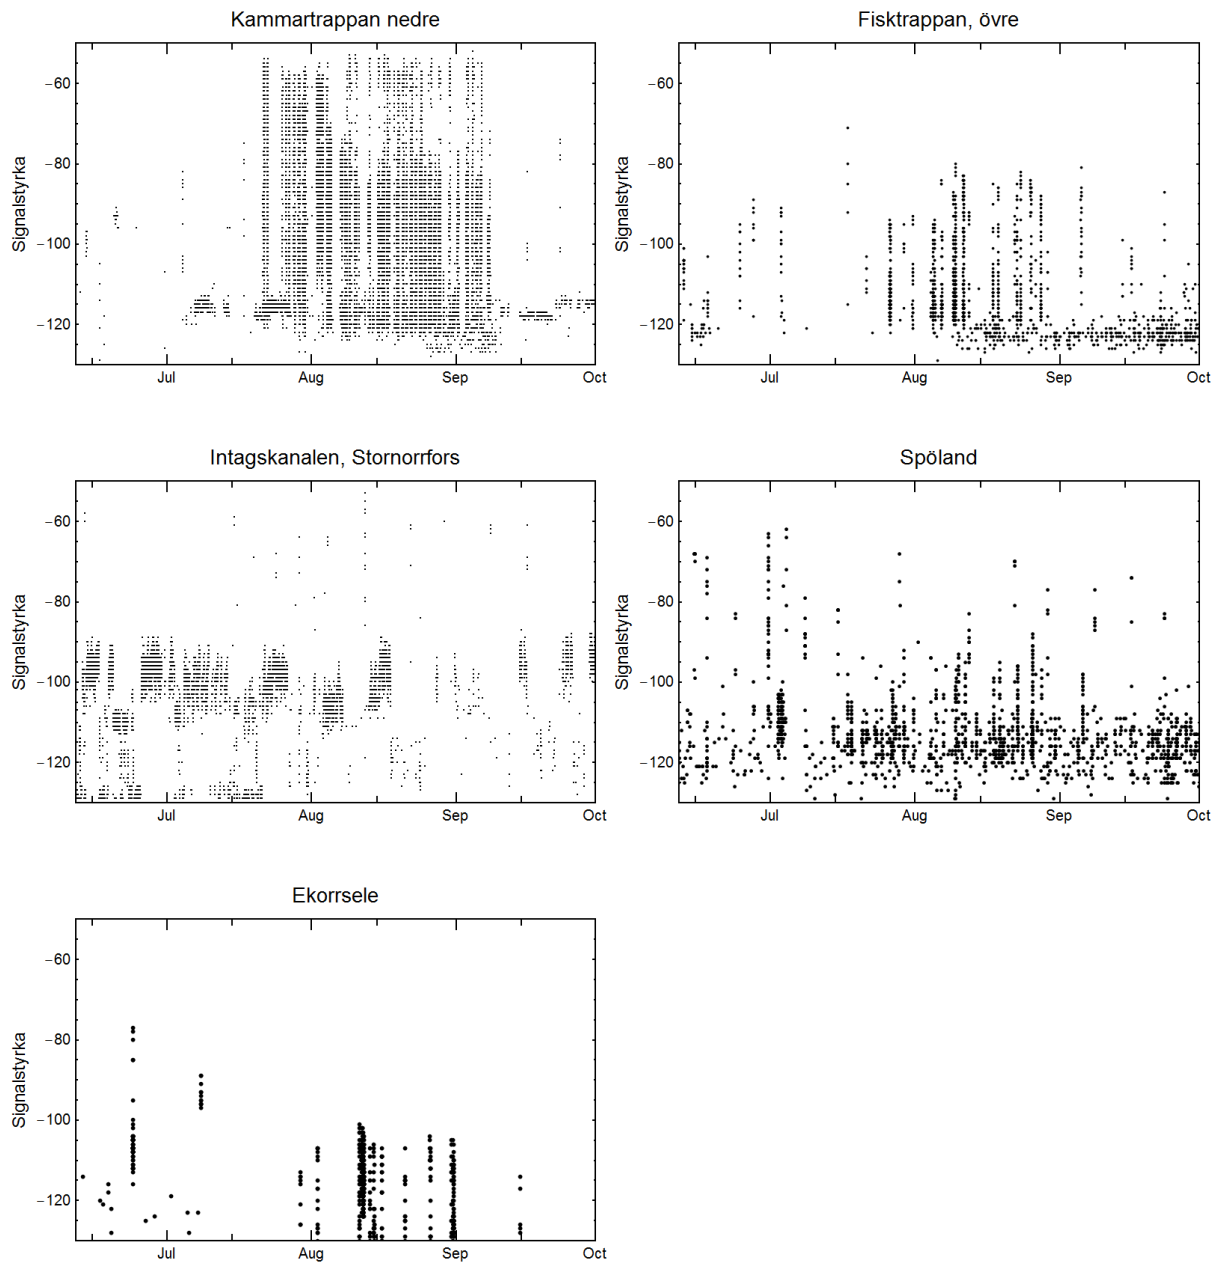 Kammartrappan nedre
Signalstyrka
−60
−80
−100
−120
Jul Aug Sep Oct
Fisktrappan, övre
Signalstyrka
−60
−80
−100
−120
Jul Aug Sep Oct
Intagskanalen, Stornorrfors
Signalstyrka
−60
−80
−100
−120
Jul Aug Sep Oct
Spöland
Signalstyrka
−60
−80
−100
−120
Jul Aug Sep Oct
Ekorrsele
Signalstyrka
−60
−80
−100
−120
Jul Aug Sep Oct